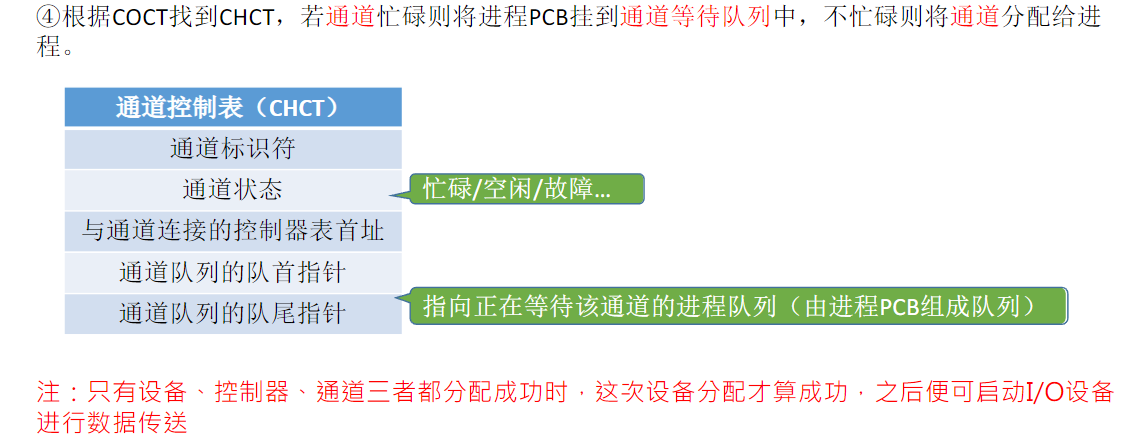 ④根据COCT找到CHCT，若通道忙碌则将进程PCB挂到通道等待队列中，不忙碌则将通道分配给进
程。
通道控制表（CHCT）
通道标识符
通道状态
忙碌/空闲/故障...
与通道连接的控制器表首址
通道队列的队首指针
通道队列的队尾指针
指向正在等待该通道的进程队列（由进程PCB组成队列）
注：只有设备、控制器、通道三者都分配成功时，这次设备分配才算成功，之后便可启动I/O设备
进行数据传送